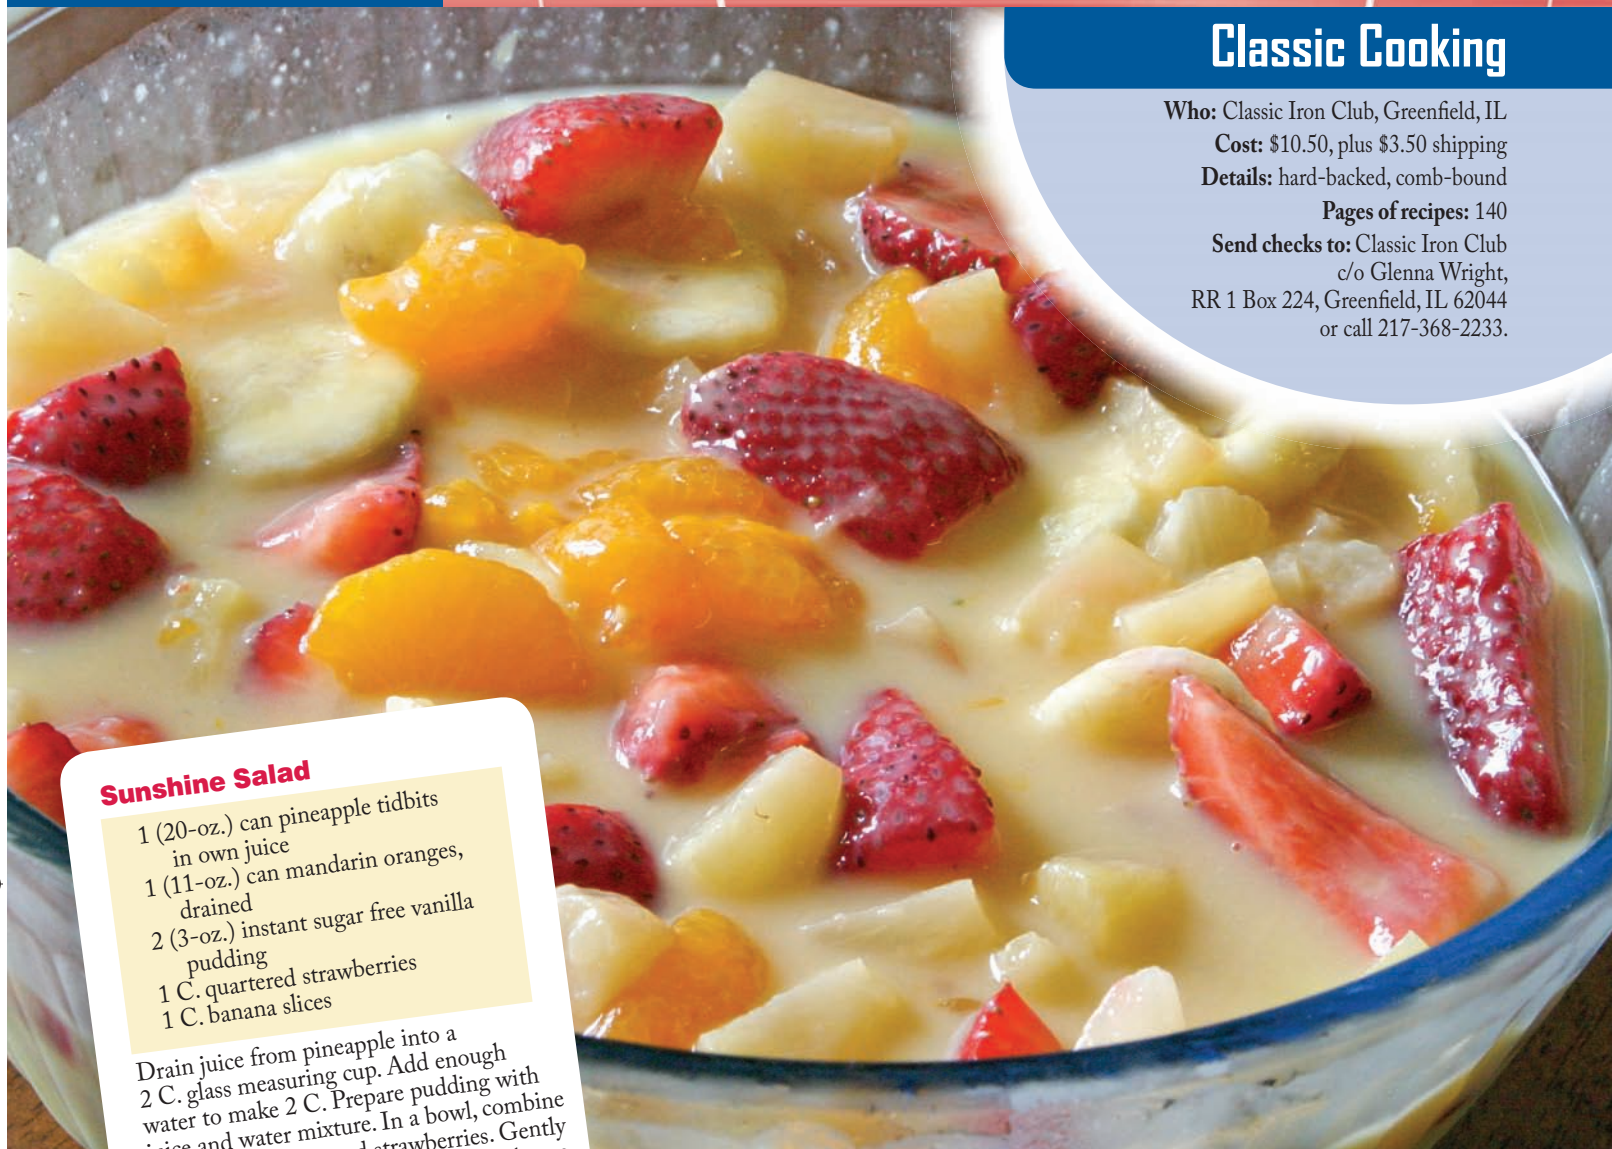 Classic Cooking
Who: Classic Iron Club, Greenfield, IL
Cost: $10.50, plus $3.50 shipping
Details: hard-backed, comb-bound
Pages of recipes: 140
Send checks to: Classic Iron Club
c/o Glenna Wright,
RR 1 Box 224, Greenfield, IL 62044
or call 217-368-2233.
Sunshine Salad
1 (20-oz.) can pineapple tidbits
in own juice
1 (11-oz.) can mandarin oranges,
drained
2 (3-oz.) instant sugar free vanilla
pudding
1 C. quartered strawberries
1 C. banana slices
Drain juice from pineapple into a
2 C. glass measuring cup. Add enough
water to make 2 C. Prepare pudding with
juice and water mixture. In a bowl, combine
strawberries. Gently